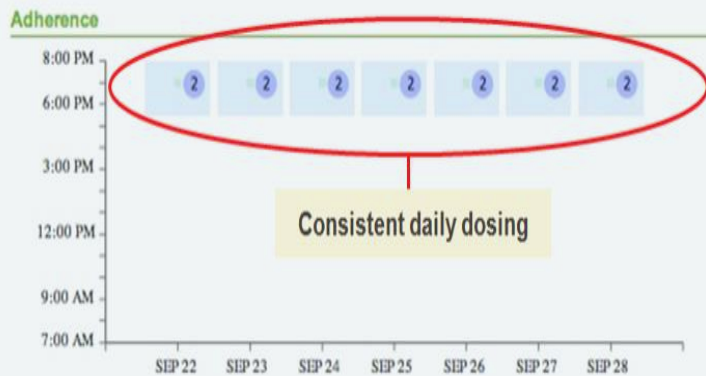 Adherence
8:00 PM
2 2 2 2 2 2 2
6:00 PM
3:00 PM
Consistent daily dosing
12:00 PM
9:00 AM
7:00 AM
SEP 22 SEP 23 SEP 24 SEP 25 SEP 26 SEP 27 SEP 28